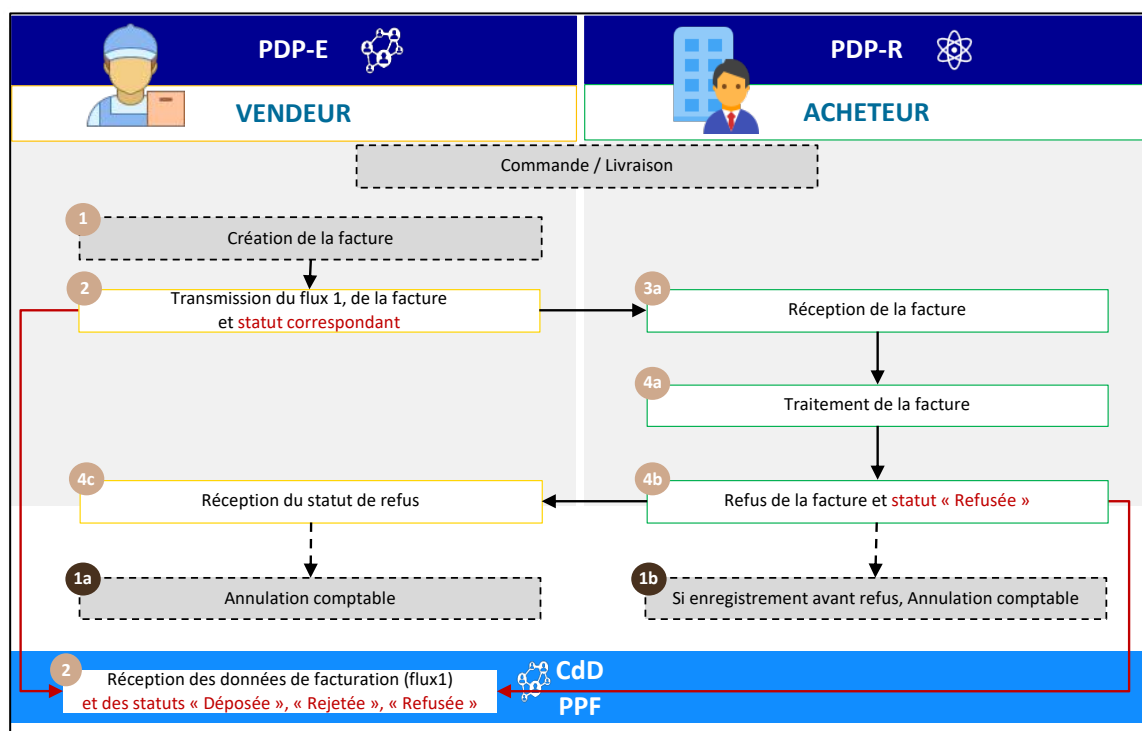 PDP-E
PDP-R
VENDEUR
ACHETEUR
Commande / Livraison
1
Création de la facture
2
Transmission du flux 1, de la facture
et statut correspondant
3a
Réception de la facture
4a
Traitement de la facture
4c
Réception du statut de refus
4b
Refus de la facture et statut « Refusée »
1a
Annulation comptable
1b
Si enregistrement avant refus, Annulation comptable
2
Réception des données de facturation (flux1)
et des statuts « Déposée », « Rejetée », « Refusée »
CdD
PPF